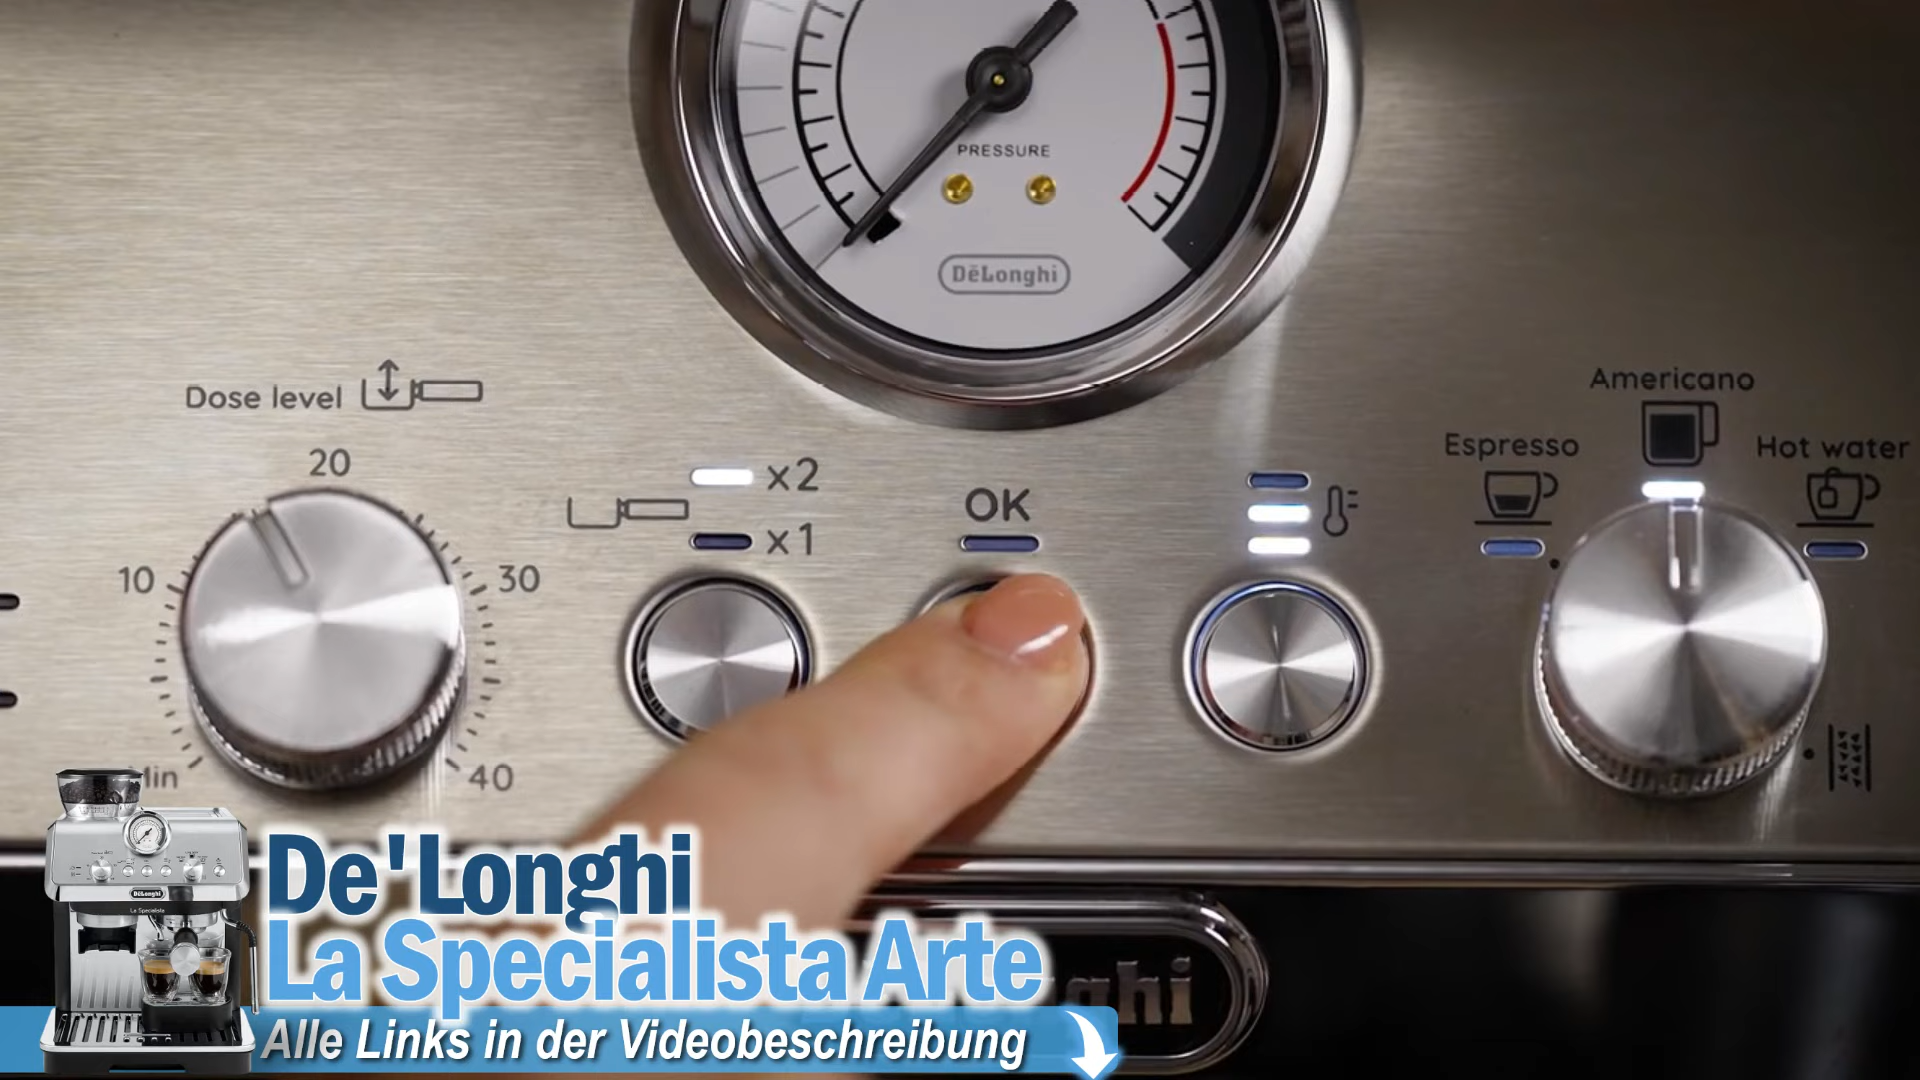 PRESSURE
DēLonghi
Dose level
20
10
30
Min
40
x2
x1
OK
Americano
Espresso
Hot water
De'Longhi
La Specialista Arte
Alle Links in der Videobeschreibung